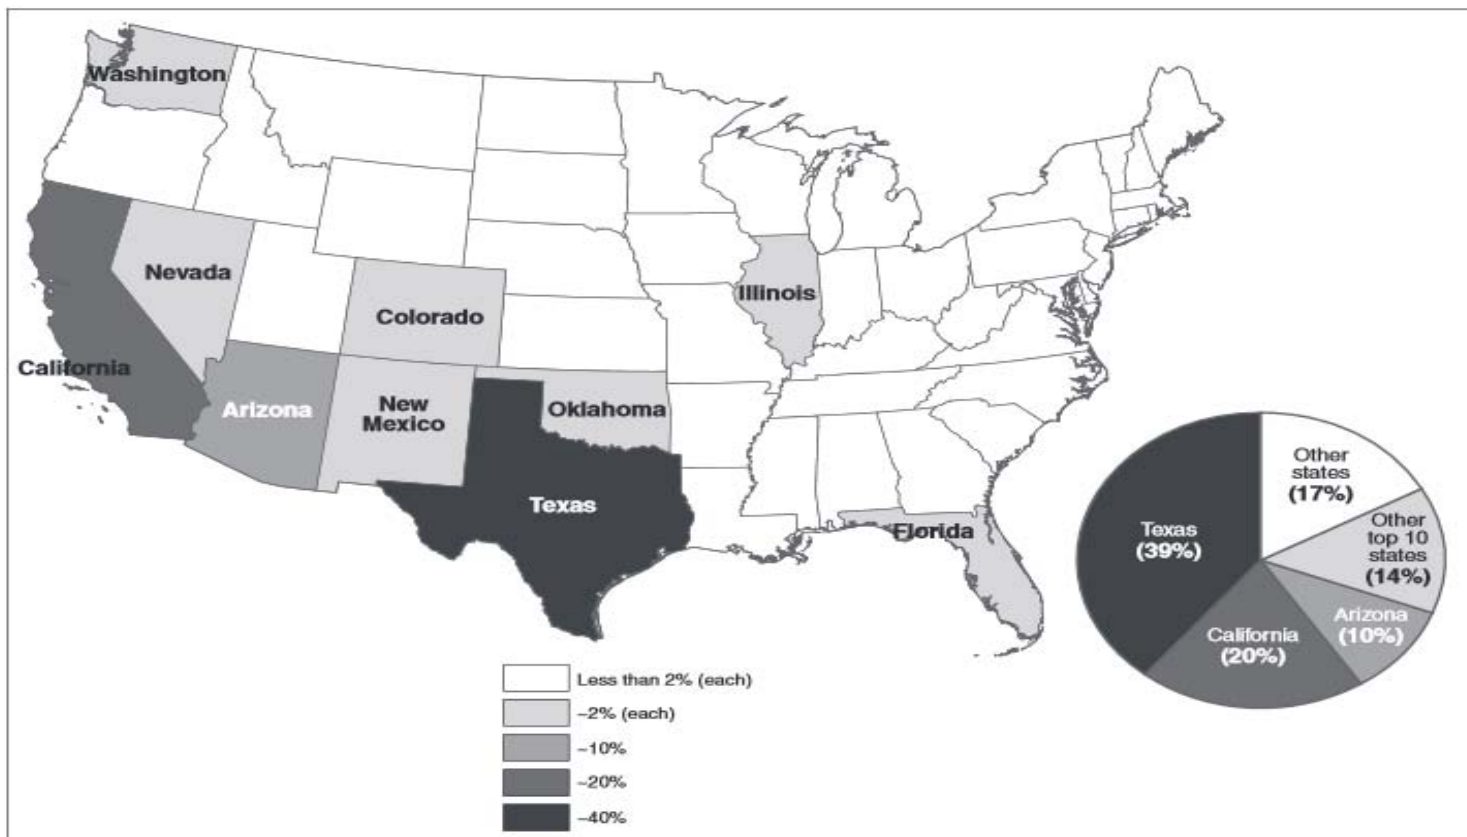 Washington
Nevada
Colorado
Illinois
California
Arizona
New
Mexico
Oklahoma
Texas
Florida
Other
states
(17%)
Texas
(39%)
Other
top 10
states
(14%)
Arizona
(10%)
California
(20%)
Less than 2% (each)
~2% (each)
~10%
~20%
~40%